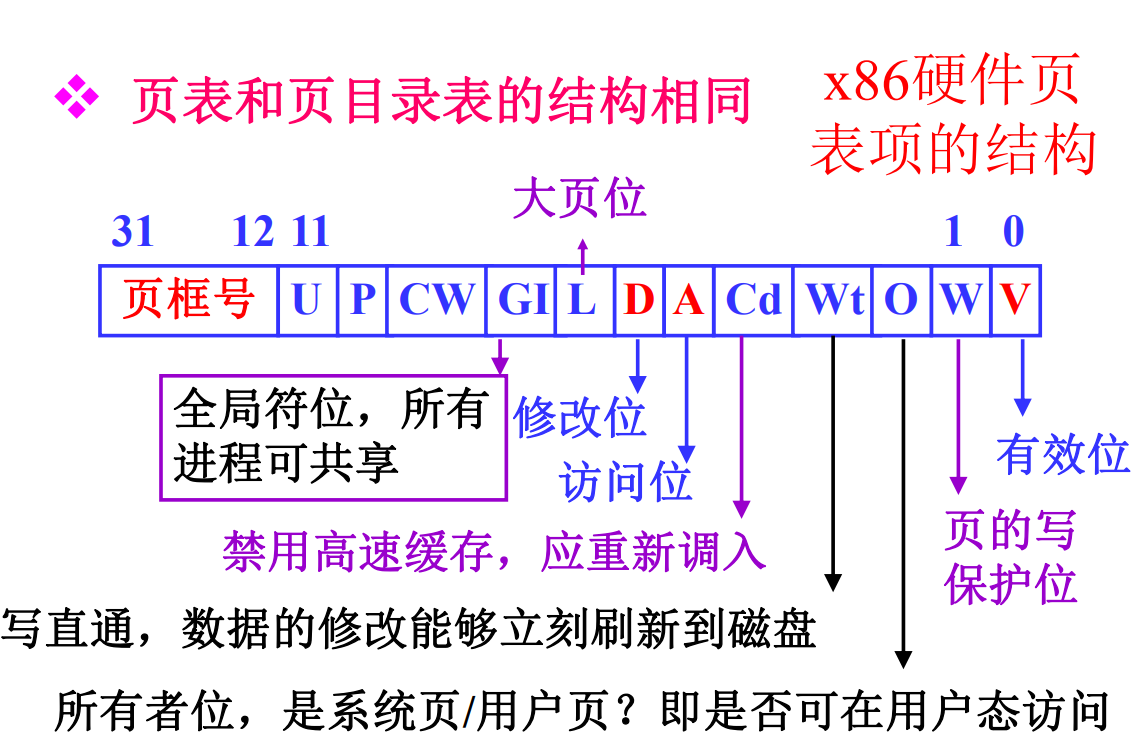 页表和页目录表的结构相同
x86硬件页
表项的结构
大页位
31 12 11 1 0
页框号 U P CW GI L D A Cd Wt O W V
全局符位，所有
进程可共享
修改位
访问位
有效位
禁用高速缓存，应重新调入
页的写
保护位
写直通，数据的修改能够立刻刷新到磁盘
所有者位，是系统页/用户页？即是否可在用户态访问